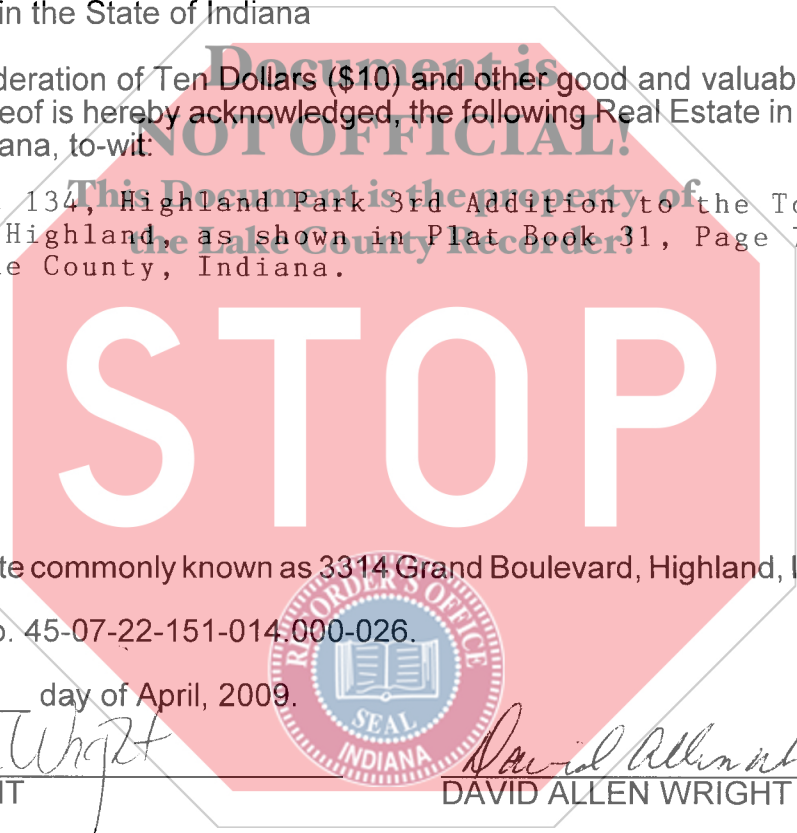 in the State of Indiana
Document is
deration of Ten Dollars ($10) and other good and valuab
eof is hereby acknowledged, the following Real Estate in
NOT OFFICIAL!
ana, to-wit:
This Document is the property of
134, Highland Park 3rd Addition to the To
the Lake County Recorder!
Highland, as shown in Plat Book 31, Page
e County, Indiana.
STOP
te commonly known as 3314 Grand Boulevard, Highland,
o. 45-07-22-151-014.000-026.
RECORDER'S OFFICE
SEAL
INDIANA
day of April, 2009.
Wright
David Allen
IT
DAVID ALLEN WRIGHT